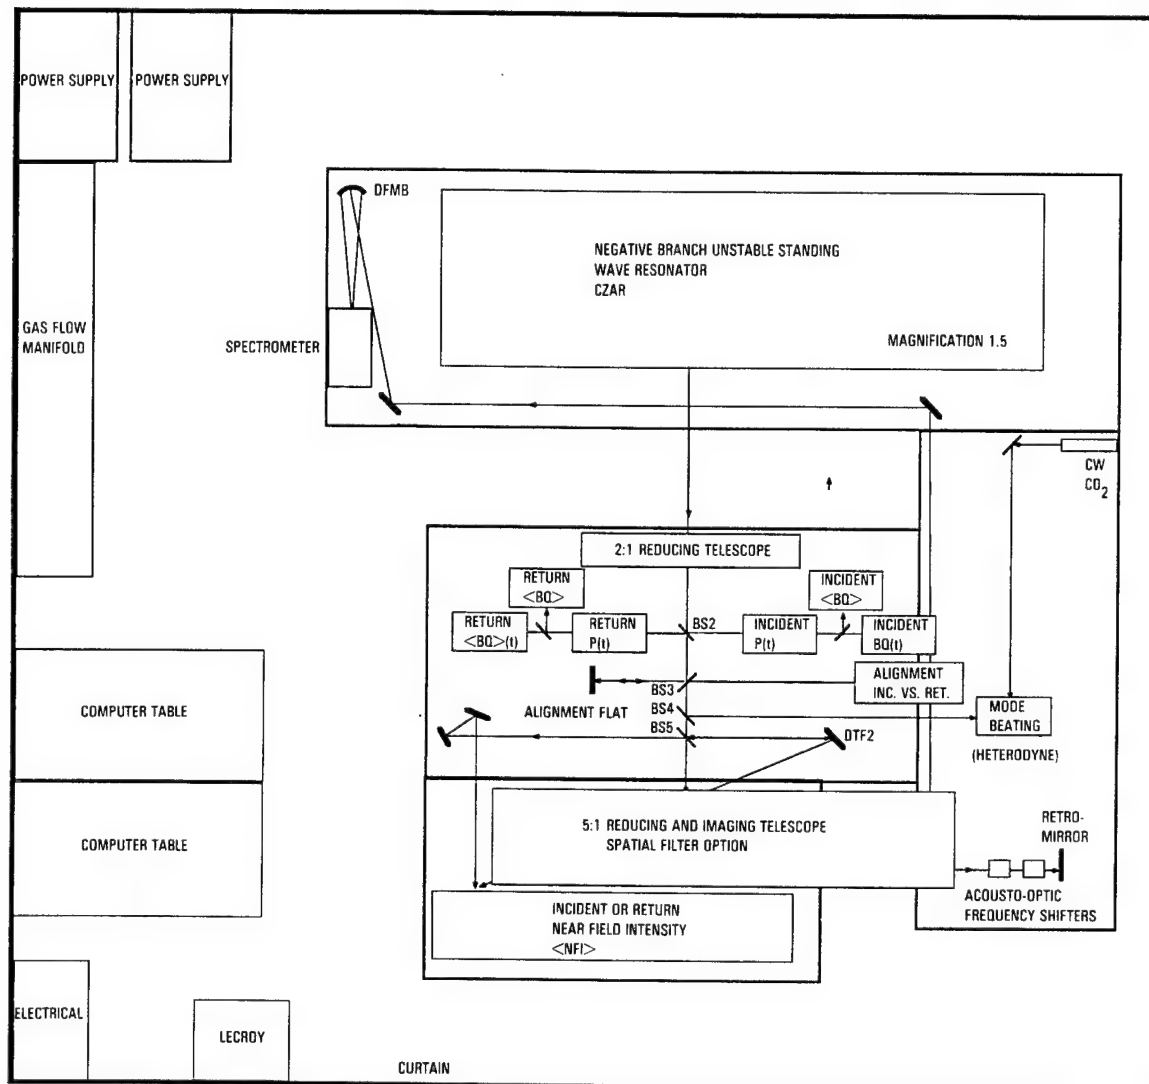 POWER SUPPLY
POWER SUPPLY
DFMB
NEGATIVE BRANCH UNSTABLE STANDING
WAVE RESONATOR
CZAR
MAGNIFICATION 1.5
GAS FLOW
MANIFOLD
SPECTROMETER
CW
CO2
2:1 REDUCING TELESCOPE
RETURN
<BQ>
INCIDENT
<BQ>
RETURN
<BQ>(t)
RETURN
P(t)
BS2
INCIDENT
P(t)
INCIDENT
BQ(t)
ALIGNMENT
INC. VS. RET.
BS3
ALIGNMENT FLAT
BS4
MODE
BEATING
(HETERODYNE)
BS5
DTF2
COMPUTER TABLE
COMPUTER TABLE
5:1 REDUCING AND IMAGING TELESCOPE
SPATIAL FILTER OPTION
RETRO-
MIRROR
ACOUSTO-OPTIC
FREQUENCY SHIFTERS
INCIDENT OR RETURN
NEAR FIELD INTENSITY
<NFI>
ELECTRICAL
LECROY
CURTAIN